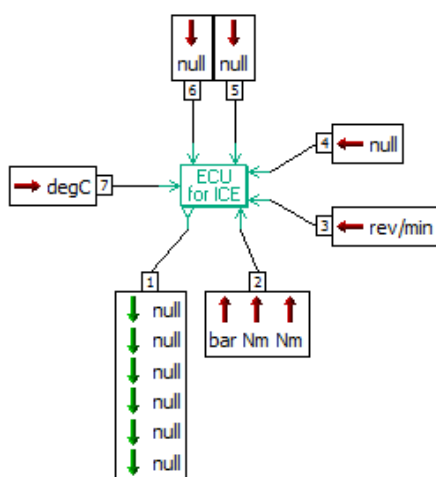 null null
6 5
4 null
degC 7
ECU
for ICE
3 rev/min
1
2
null
bar Nm Nm
null
null
null
null
null